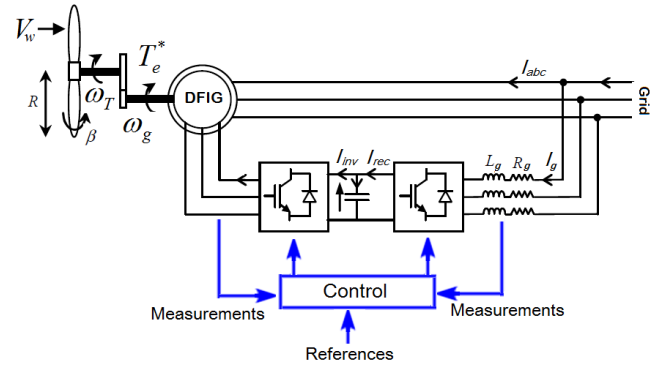 V_w
T_e^*
I_abc
R
ω_T
DFIG
Grid
β
ω_g
I_inv
I_rec
L_g
R_g
I_g
Control
Measurements
Measurements
References